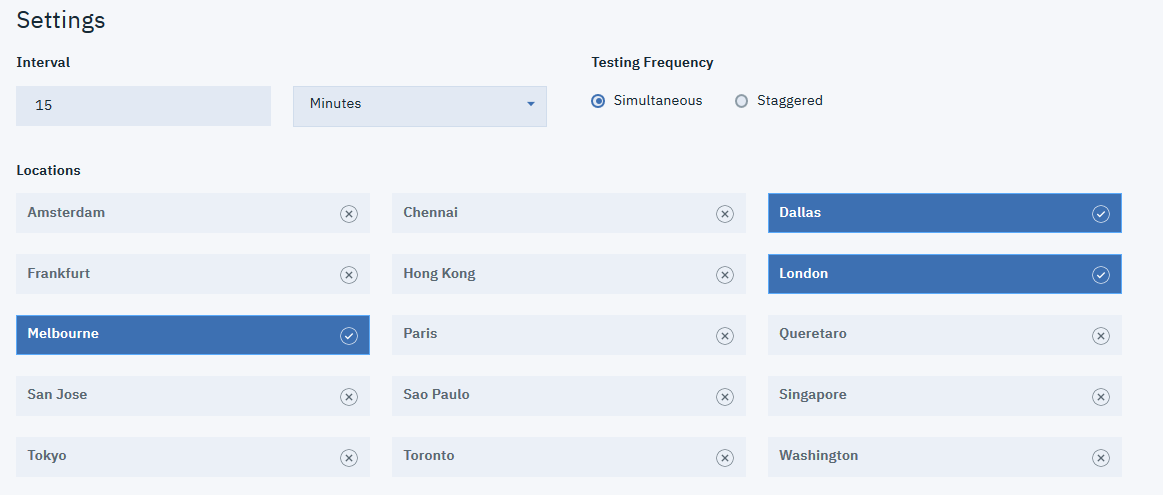 Settings
Interval
Testing Frequency
15
Minutes
Simultaneous
Staggered
Locations
Amsterdam
Chennai
Dallas
Frankfurt
Hong Kong
London
Melbourne
Paris
Queretaro
San Jose
Sao Paulo
Singapore
Tokyo
Toronto
Washington